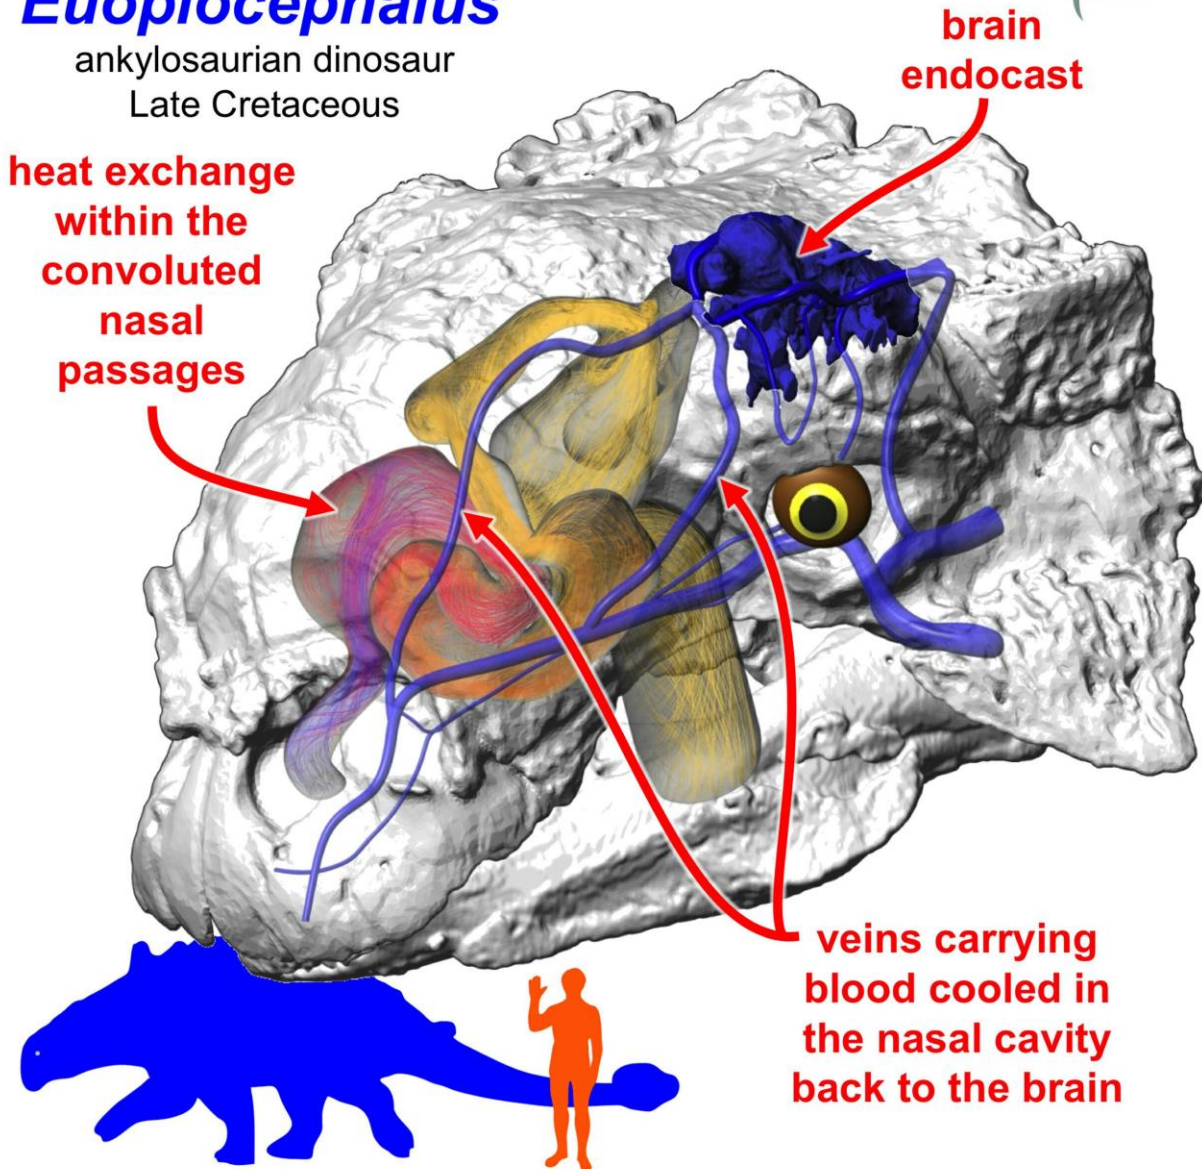 Euoplocephalus
ankylosaurian dinosaur
Late Cretaceous
brain
endocast
heat exchange
within the
convoluted
nasal
passages
veins carrying
blood cooled in
the nasal cavity
back to the brain